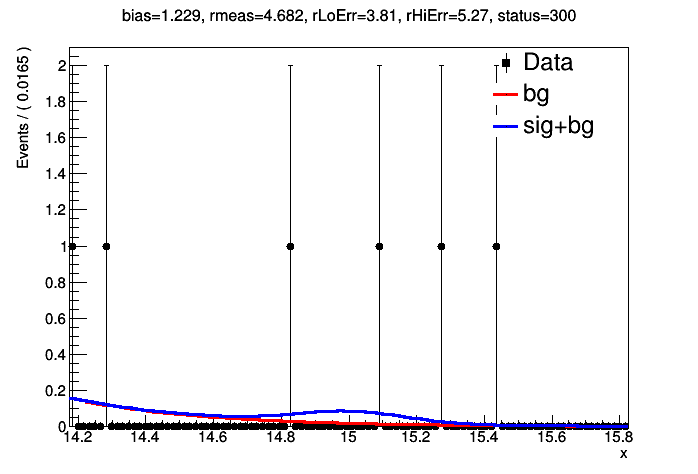 bias=1.229, rmeas=4.682, rLoErr=3.81, rHiErr=5.27, status=300
Events / ( 0.0165 )
2
1.8
1.6
1.4
1.2
1
0.8
0.6
0.4
0.2
0
Data
bg
sig+bg
14.2 14.4 14.6 14.8 15 15.2 15.4 15.6 15.8
x